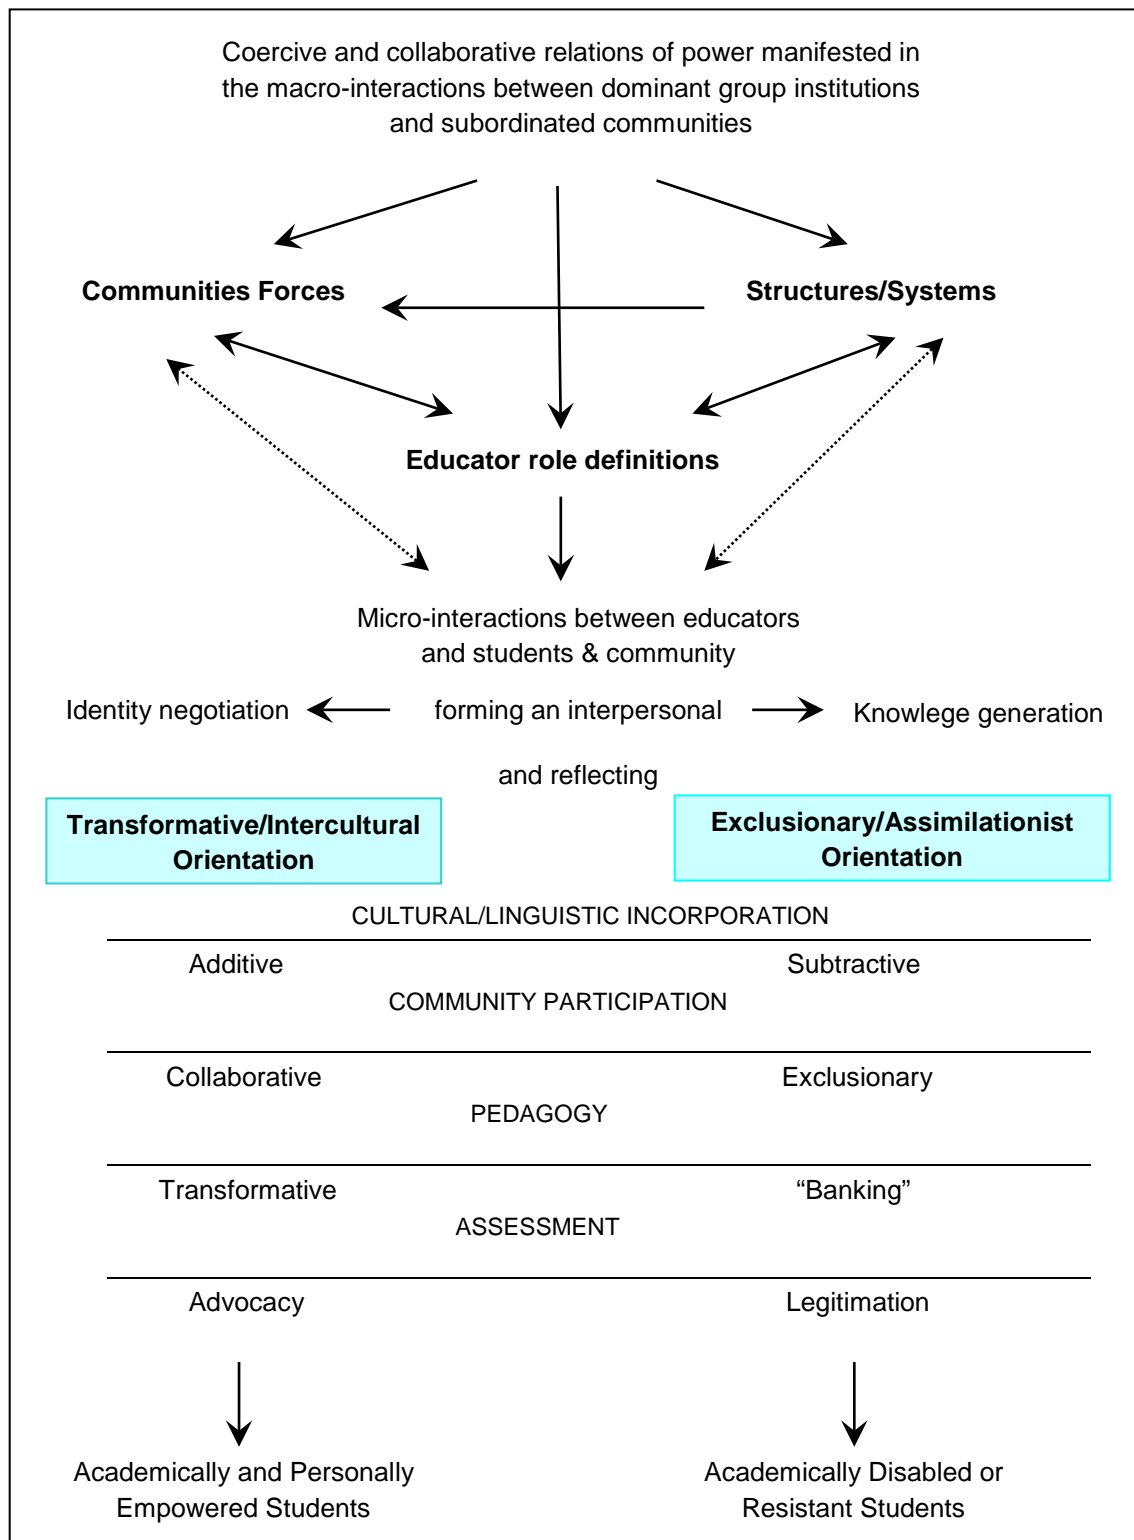 Coercive and collaborative relations of power manifested in
the macro-interactions between dominant group institutions
and subordinated communities
Communities Forces
Structures/Systems
Educator role definitions
Micro-interactions between educators
and students & community
Identity negotiation
forming an interpersonal
Knowlege generation
and reflecting
Transformative/Intercultural
Orientation
Exclusionary/Assimilationist
Orientation
CULTURAL/LINGUISTIC INCORPORATION
Additive
Subtractive
COMMUNITY PARTICIPATION
Collaborative
Exclusionary
PEDAGOGY
Transformative
“Banking”
ASSESSMENT
Advocacy
Legitimation
Academically and Personally
Empowered Students
Academically Disabled or
Resistant Students